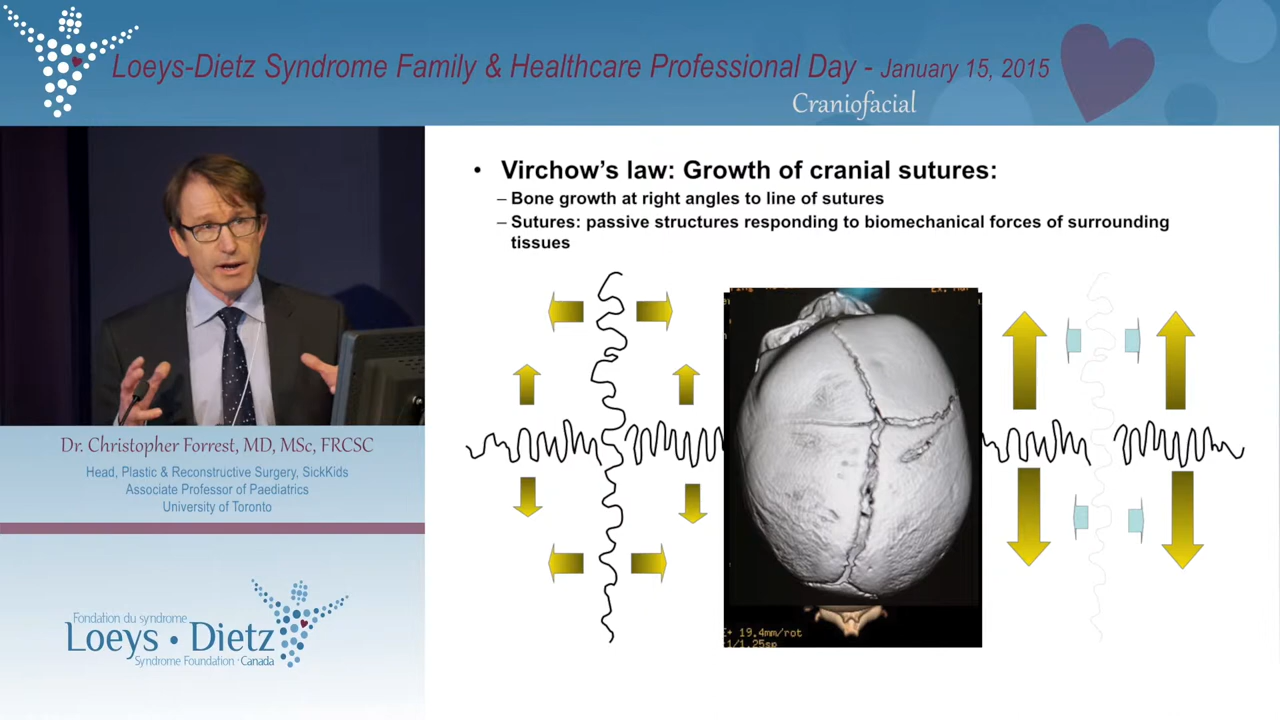 Loeys-Dietz Syndrome Family & Healthcare Professional Day - January 15, 2015
Craniofacial
• Virchow's law: Growth of cranial sutures:
– Bone growth at right angles to line of sutures
– Sutures: passive structures responding to biomechanical forces of surrounding
tissues
Dr. Christopher Forrest, MD, MSc, FRCSC
Head, Plastic & Reconstructive Surgery, SickKids
Associate Professor of Paediatrics
University of Toronto
Fondation du syndrome
Loeys • Dietz
Syndrome Foundation · Canada
19.4mm/rot
1/1.25sp